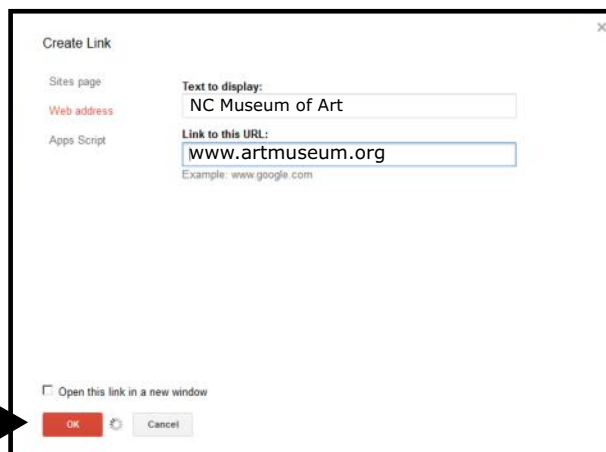 Create Link
Sites page
Web address
Apps Script
Text to display:
NC Museum of Art
Link to this URL:
www.artmuseum.org
Example: www.google.com
Open this link in a new window
OK
Cancel